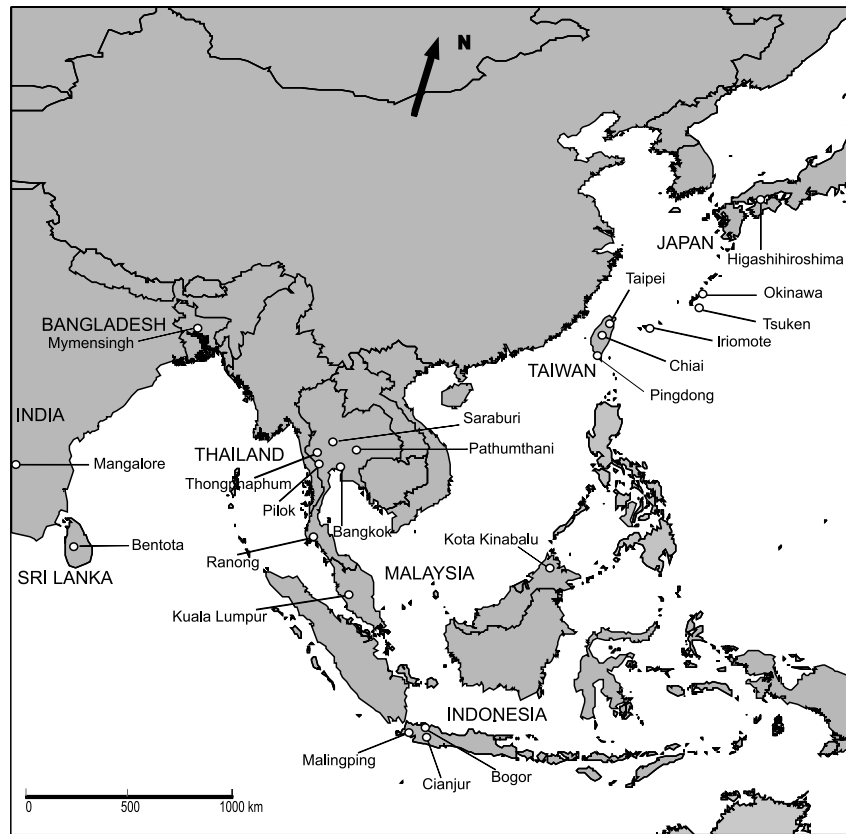 N
JAPAN
Higashihiroshima
Taipei
Okinawa
Tsuken
BANGLADESH
Mymensingh
Iriomote
Chiai
TAIWAN
Pingdong
INDIA
Saraburi
THAILAND
Pathumthani
Mangalore
Thongphaphum
Pilok
Bangkok
Bentota
Ranong
Kota Kinabalu
SRI LANKA
MALAYSIA
Kuala Lumpur
INDONESIA
Malingping
Cianjur
Bogor
0 500 1000 km